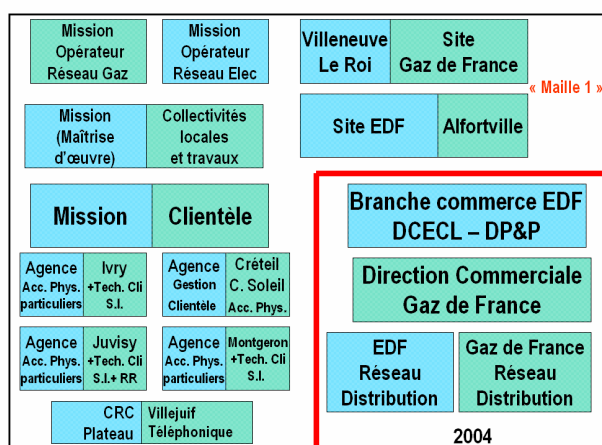 Mission
Opérateur
Réseau Gaz
Mission
Opérateur
Réseau Elec
Villeneuve
Le Roi
Site
Gaz de France
« Maille 1 »
Mission
(Maîtrise
d'œuvre)
Collectivités
locales
et travaux
Site EDF
Alfortville
Mission
Clientèle
Branche commerce EDF
DCECL – DP&P
Agence
Acc. Phys.
particuliers
Ivry
+Tech. Cli
S.I.
Agence
Gestion
Clientèle
Créteil
C. Soleil
Acc. Phys.
Direction Commerciale
Gaz de France
Agence
Acc. Phys.
particuliers
Juvisy
+Tech. Cli
S.I.+ RR
Agence
Acc. Phys.
particuliers
Montgeron
+Tech. Cli
S.I.
EDF
Réseau
Distribution
Gaz de France
Réseau
Distribution
CRC
Plateau
Villejuif
Téléphonique
2004